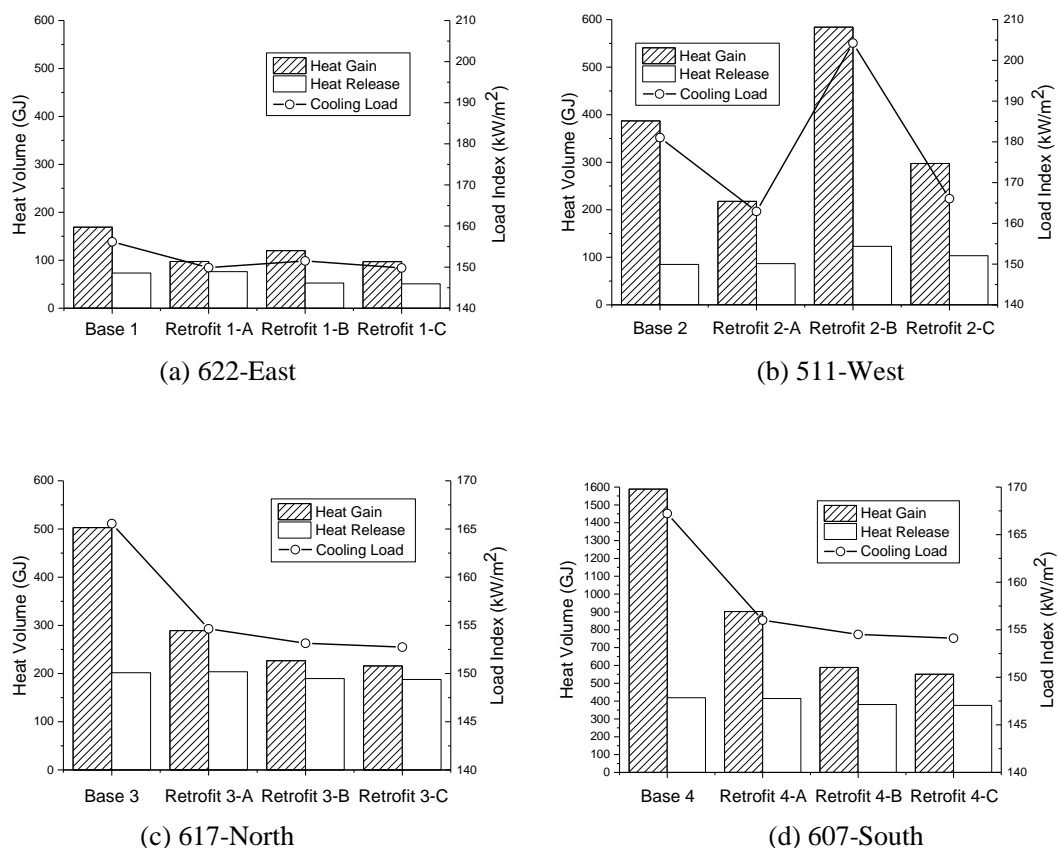 600
500
400
300
200
100
0
Heat Volume (GJ)
Heat Gain
Heat Release
Cooling Load
210
200
190
180
170
160
150
140
Load Index (kW/m²)
Base 1 Retrofit 1-A Retrofit 1-B Retrofit 1-C
(a) 622-East
600
500
400
300
200
100
0
Heat Volume (GJ)
Heat Gain
Heat Release
Cooling Load
210
200
190
180
170
160
150
140
Load Index (kW/m²)
Base 2 Retrofit 2-A Retrofit 2-B Retrofit 2-C
(b) 511-West
600
500
400
300
200
100
0
Heat Volume (GJ)
Heat Gain
Heat Release
Cooling Load
170
165
160
155
150
145
140
Load Index (kW/m²)
Base 3 Retrofit 3-A Retrofit 3-B Retrofit 3-C
(c) 617-North
1600
1500
1400
1300
1200
1100
1000
900
800
700
600
500
400
300
200
100
0
Heat Volume (GJ)
Heat Gain
Heat Release
Cooling Load
170
165
160
155
150
145
140
Load Index (kW/m²)
Base 4 Retrofit 4-A Retrofit 4-B Retrofit 4-C
(d) 607-South